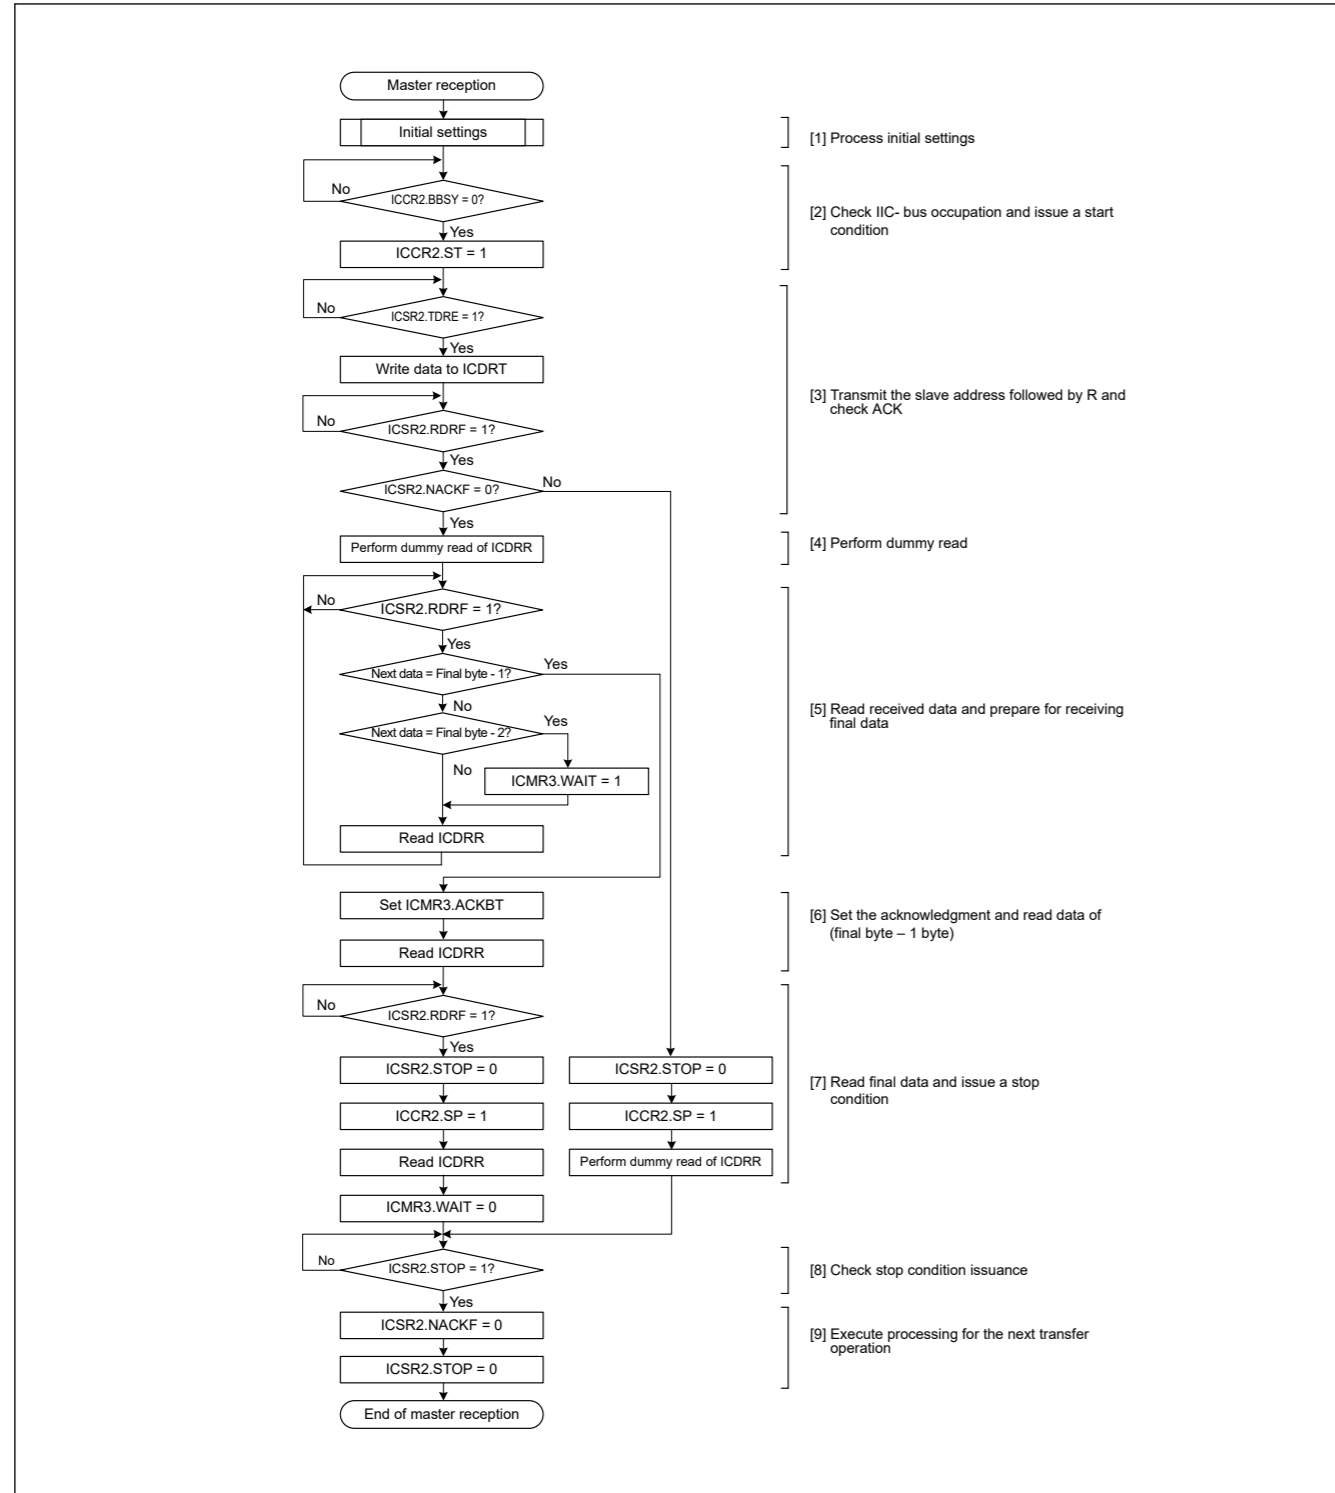 Master reception
Initial settings
[1] Process initial settings
No
ICCR2.BBSY = 0?
Yes
ICCR2.ST = 1
[2] Check IIC- bus occupation and issue a start
condition
No
ICSR2.TDRE = 1?
Yes
Write data to ICDRT
No
ICSR2.RDRF = 1?
Yes
ICSR2.NACKF = 0?
No
Yes
[3] Transmit the slave address followed by R and
check ACK
Perform dummy read of ICDRR
[4] Perform dummy read
No
ICSR2.RDRF = 1?
Yes
Next data = Final byte - 1?
Yes
No
Next data = Final byte - 2?
Yes
No
ICMR3.WAIT = 1
Read ICDRR
[5] Read received data and prepare for receiving
final data
Set ICMR3.ACKBT
Read ICDRR
[6] Set the acknowledgment and read data of
(final byte – 1 byte)
No
ICSR2.RDRF = 1?
Yes
ICSR2.STOP = 0
ICSR2.STOP = 0
ICCR2.SP = 1
ICCR2.SP = 1
Read ICDRR
Perform dummy read of ICDRR
ICMR3.WAIT = 0
[7] Read final data and issue a stop
condition
No
ICSR2.STOP = 1?
Yes
[8] Check stop condition issuance
ICSR2.NACKF = 0
ICSR2.STOP = 0
[9] Execute processing for the next transfer
operation
End of master reception